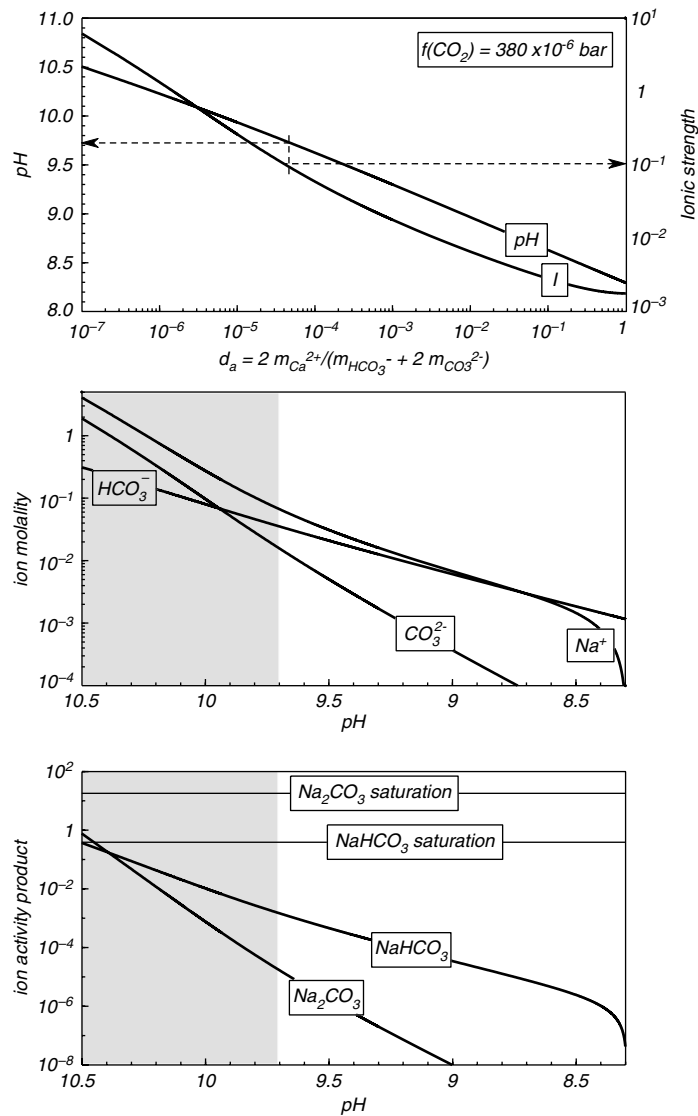 11.0
10.5
10.0
9.5
9.0
8.5
8.0
pH
f(CO₂) = 380 x10⁻⁶ bar
10¹
1
10⁻¹
10⁻²
10⁻³
Ionic strength
pH
I
10⁻⁷ 10⁻⁶ 10⁻⁵ 10⁻⁴ 10⁻³ 10⁻² 10⁻¹ 1
dₐ = 2 m_Ca²⁺/(m_HCO₃⁻ + 2 m_CO₃²⁻)
1
10⁻¹
10⁻²
10⁻³
10⁻⁴
ion molality
HCO₃⁻
CO₃²⁻
Na⁺
10.5 10 9.5 9 8.5
pH
10²
1
10⁻²
10⁻⁴
10⁻⁶
10⁻⁸
ion activity product
Na₂CO₃ saturation
NaHCO₃ saturation
NaHCO₃
Na₂CO₃
10.5 10 9.5 9 8.5
pH